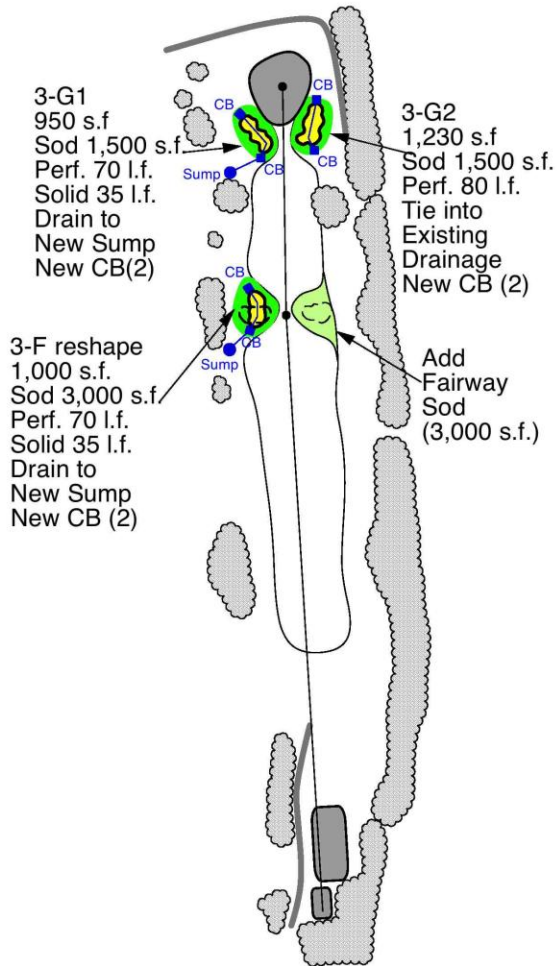 3-G1
950 s.f
Sod 1,500 s.f.
Perf. 70 l.f.
Solid 35 l.f.
Drain to
New Sump
New CB(2)
CB
CB
Sump
CB
CB
3-G2
1,230 s.f
Sod 1,500 s.f.
Perf. 80 l.f.
Tie into
Existing
Drainage
New CB (2)
CB
CB
Sump
3-F reshape
1,000 s.f.
Sod 3,000 s.f.
Perf. 70 l.f.
Solid 35 l.f.
Drain to
New Sump
New CB (2)
Add
Fairway
Sod
(3,000 s.f.)